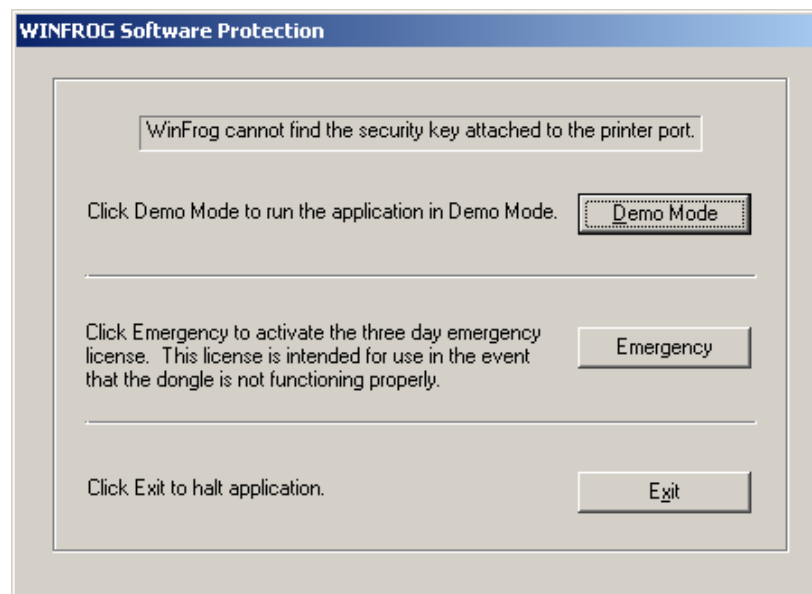 WINFROG Software Protection
WinFrog cannot find the security key attached to the printer port.
Click Demo Mode to run the application in Demo Mode.
Demo Mode
Click Emergency to activate the three day emergency
license.  This license is intended for use in the event
that the dongle is not functioning properly.
Emergency
Click Exit to halt application.
Exit